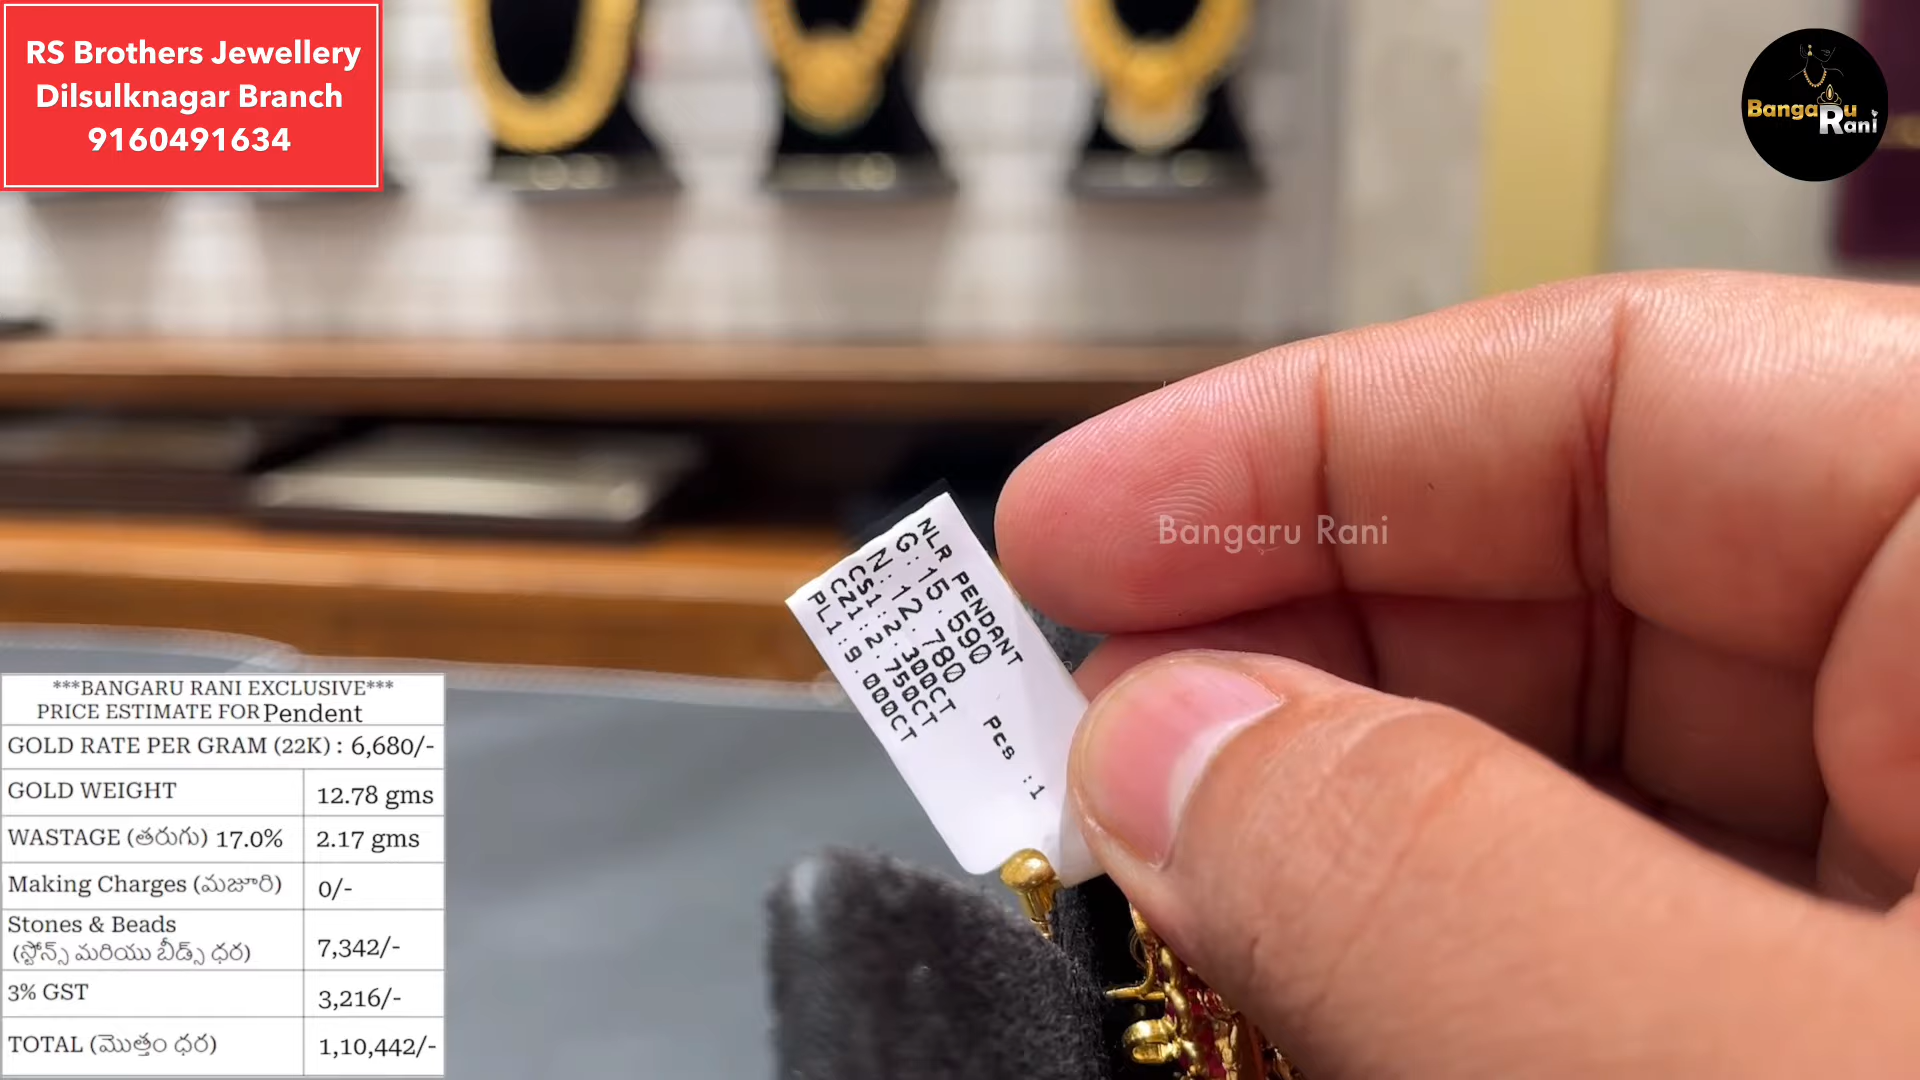 RS Brothers Jewellery
Dilsulknagar Branch
9160491634
Bangaru
Rani
Bangaru Rani
NLR PENDANT
G:15.590
N:12.780 Pcs :1
CS1:2.300CT
CZ1:2.750CT
PL1:9.000CT
***BANGARU RANI EXCLUSIVE***
PRICE ESTIMATE FOR Pendent
GOLD RATE PER GRAM (22K) : 6,680/-
GOLD WEIGHT 12.78 gms
WASTAGE (తరుగు) 17.0% 2.17 gms
Making Charges (మజూరి) 0/-
Stones & Beads
(స్టోన్స్ మరియు బీడ్స్ ధర) 7,342/-
3% GST 3,216/-
TOTAL (మొత్తం ధర) 1,10,442/-